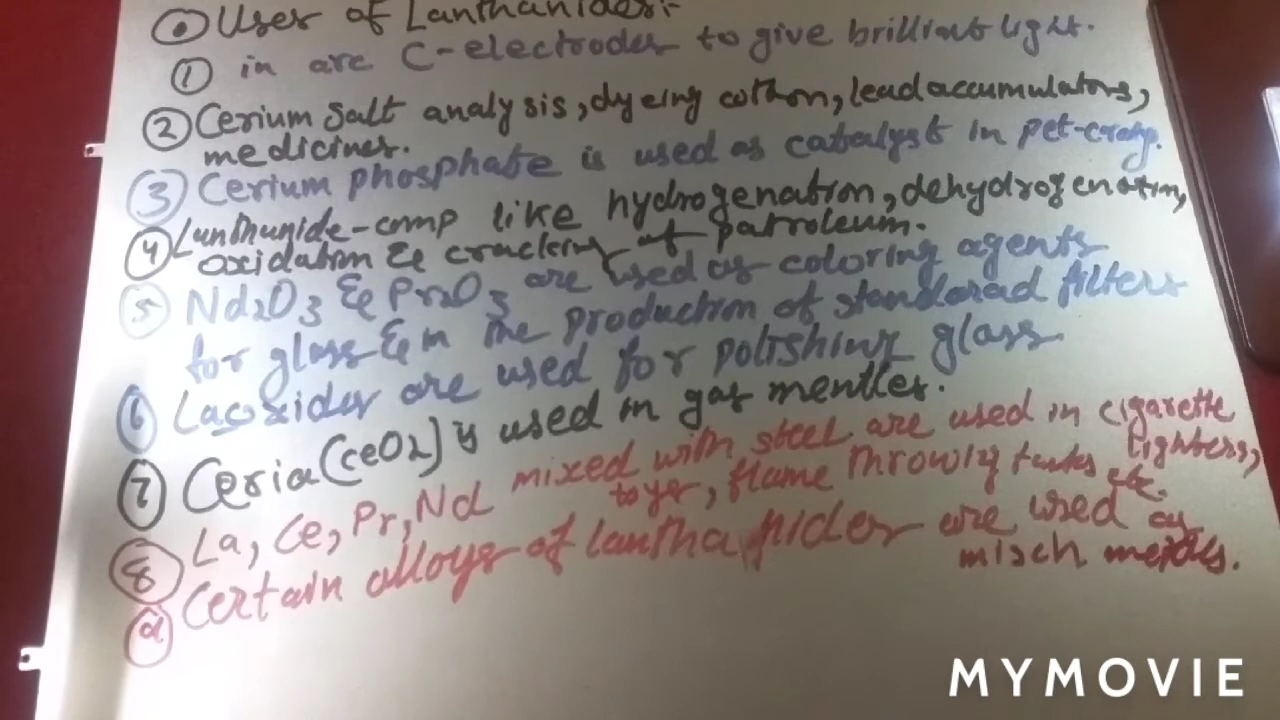 Uses of Lanthanides:-
① in arc C-electrodes to give brilliant light.
② Cerium salt analysis, dyeing cotton, lead accumulators,
medicines.
③ Cerium phosphate is used as catalyst in pet-
④ Lanthanide-comp like hydrogenation, dehydrogenation,
oxidation & cracking of patroleum.
⑤ Nd2O3 & Pr2O3 are used as coloring agents
for glass & in the production of standarad filters
⑥ oxides are used for polishing glass
⑦ Ceria (CeO2) is used in gas mentles.
⑧ La, Ce, Pr, Nd mixed with steel are used in cigarette lighters,
toys, flame throwing tanks etc.
⑨ Certain alloys of lanthanides are used as
misch metals.
MYMOVIE